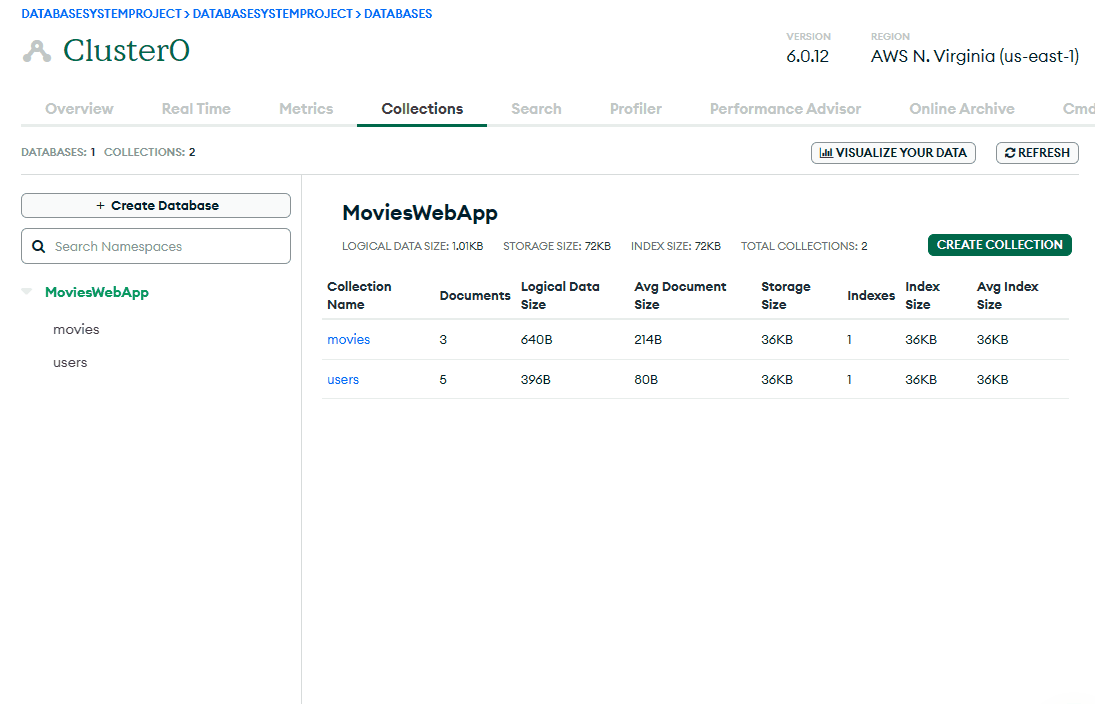 DATABASESYSTEMPROJECT > DATABASESYSTEMPROJECT > DATABASES
Cluster0
VERSION
6.0.12
REGION
AWS N. Virginia (us-east-1)
Overview Real Time Metrics Collections Search Profiler Performance Advisor Online Archive Cmd
DATABASES: 1 COLLECTIONS: 2
VISUALIZE YOUR DATA
REFRESH
+ Create Database
Search Namespaces
MoviesWebApp
movies
users
MoviesWebApp
LOGICAL DATA SIZE: 1.01KB STORAGE SIZE: 72KB INDEX SIZE: 72KB TOTAL COLLECTIONS: 2
CREATE COLLECTION
Collection Name Documents Logical Data Size Avg Document Size Storage Size Indexes Index Size Avg Index Size
movies 3 640B 214B 36KB 1 36KB 36KB
users 5 396B 80B 36KB 1 36KB 36KB